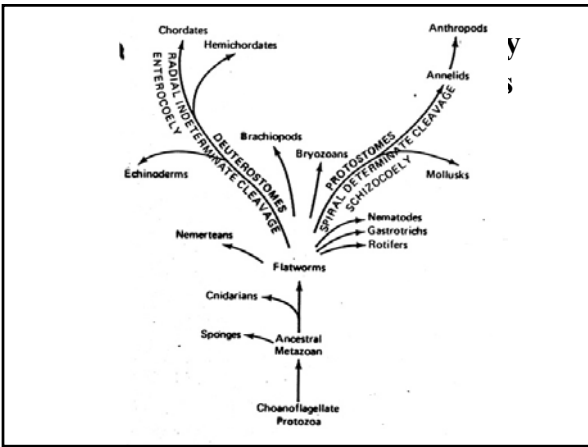 Chordates
Anthropods
Hemichordates
y
Annelids
s
RADIAL INDETERMINATE CLEAVAGE
ENTEROCOELY
DEUTEROSTOMES
Brachiopods
Bryozoans
PROTOSTOMES
SPIRAL DETERMINATE CLEAVAGE
SCHIZOCOELY
Echinoderms
Mollusks
Nematodes
Gastrotrichs
Rotifers
Nemerteans
Flatworms
Cnidarians
Sponges
Ancestral
Metazoan
Choanoflagellate
Protozoa